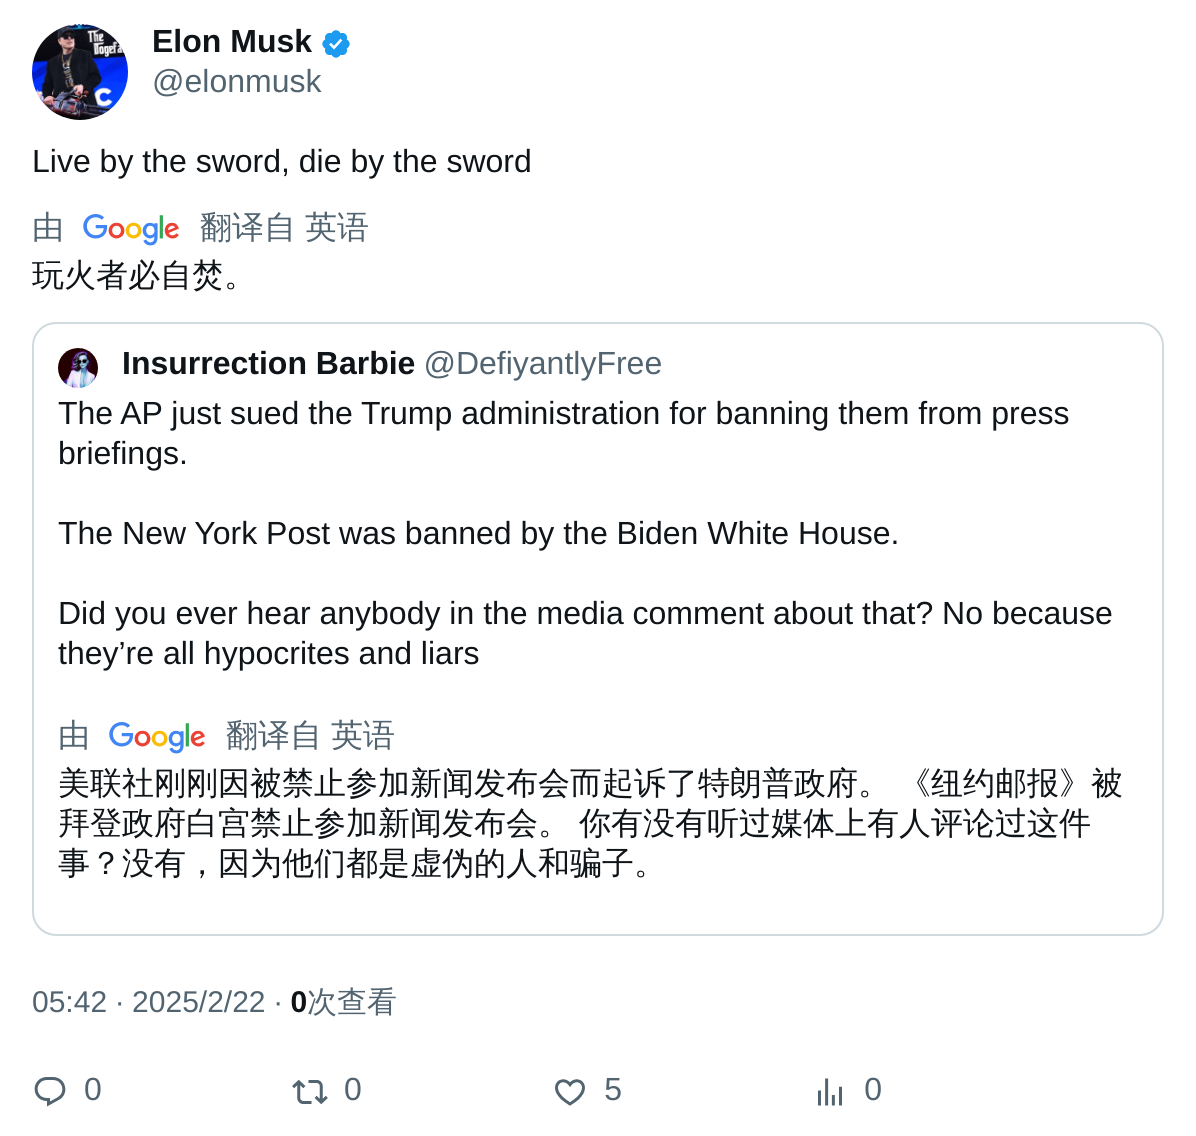 The
Dogefa
Elon Musk
@elonmusk
Live by the sword, die by the sword
由 Google 翻译自 英语
玩火者必自焚。
Insurrection Barbie @DefiyantlyFree
The AP just sued the Trump administration for banning them from press
briefings.
The New York Post was banned by the Biden White House.
Did you ever hear anybody in the media comment about that? No because
they’re all hypocrites and liars
由 Google 翻译自 英语
美联社刚刚因被禁止参加新闻发布会而起诉了特朗普政府。 《纽约邮报》被
拜登政府白宫禁止参加新闻发布会。 你有没有听过媒体上有人评论过这件
事？没有，因为他们都是虚伪的人和骗子。
05:42 · 2025/2/22 · 0次查看
0 0 5 0